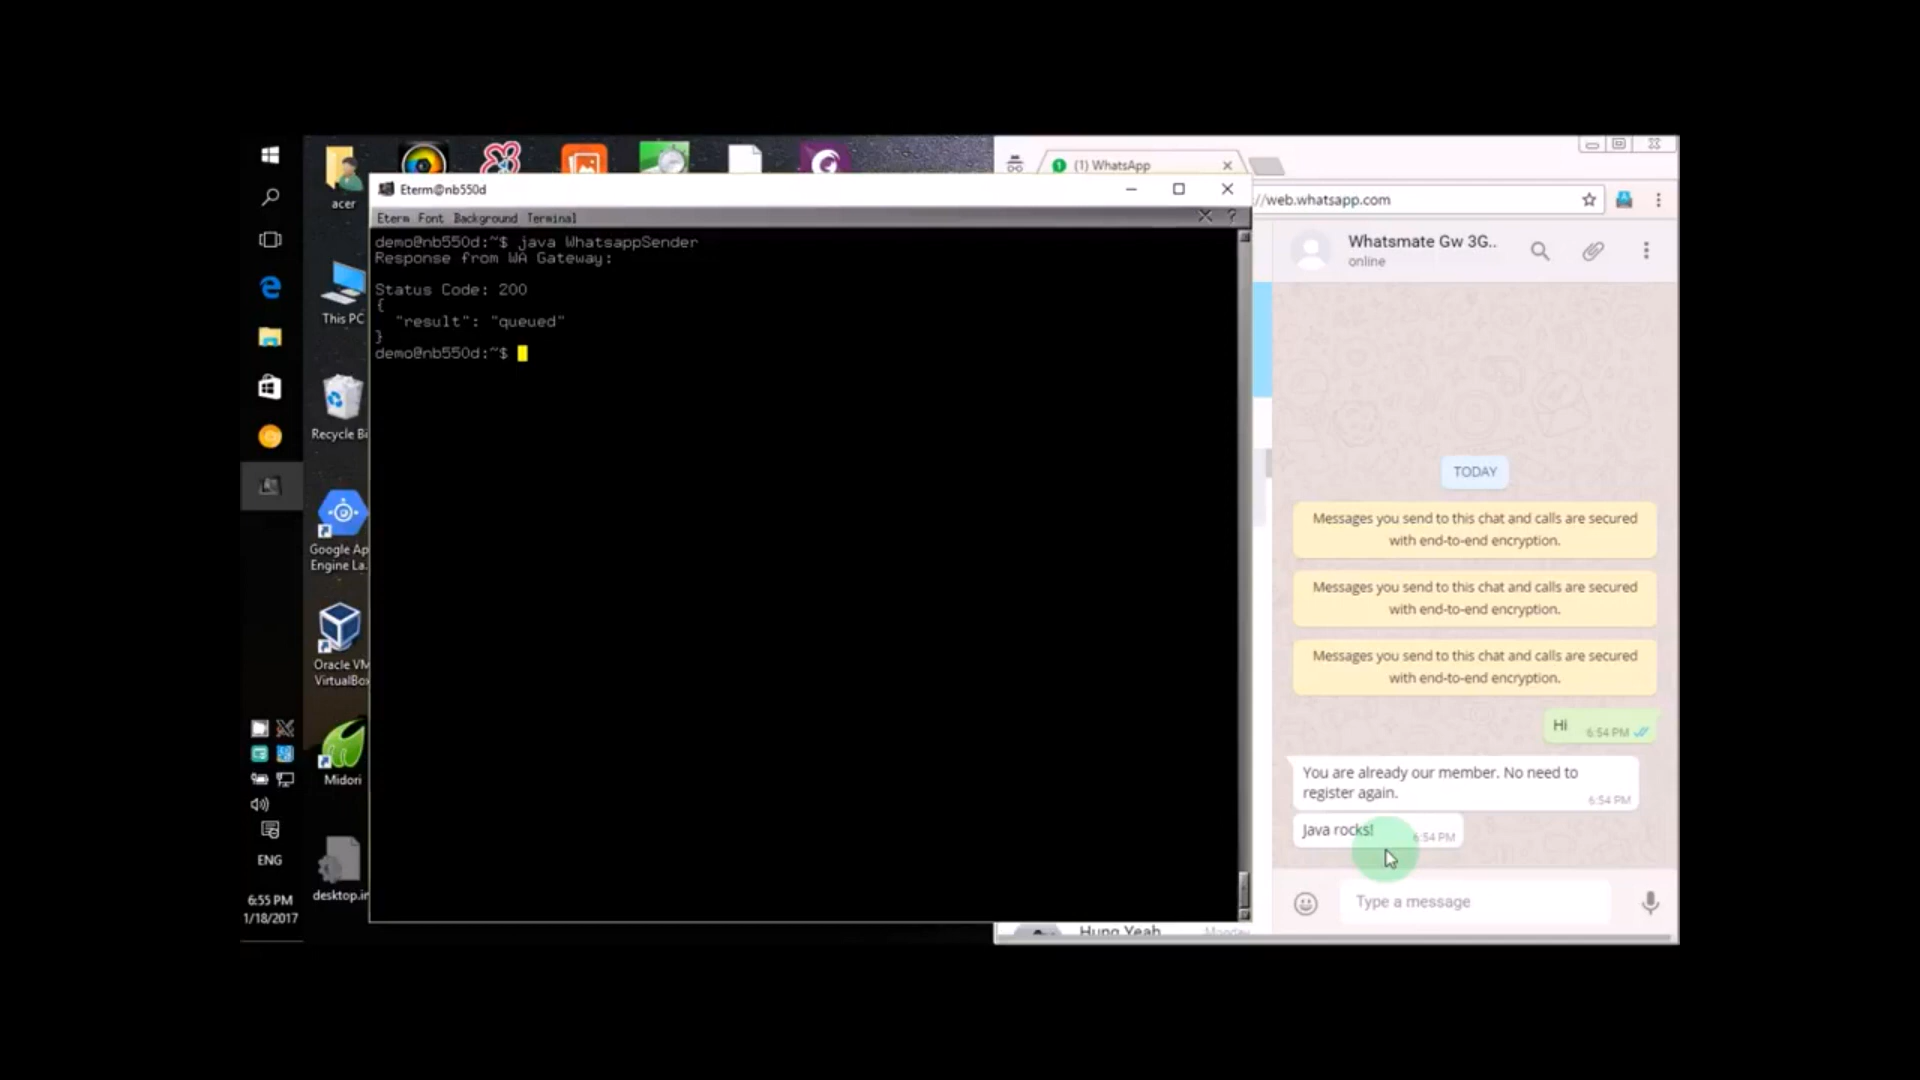 acer
This PC
Recycle Bi
Google Ap
Engine La.
Oracle VM
VirtualBox
Midori
desktop.in
ENG
6:55 PM
1/18/2017
Eterm@nb550d
Eterm Font Background Terminal
demo@nb550d:~$ java WhatsappSender
Response from WA Gateway:
Status Code: 200
{
"result": "queued"
}
demo@nb550d:~$
(1) WhatsApp
//web.whatsapp.com
Whatsmate Gw 3G..
online
TODAY
Messages you send to this chat and calls are secured
with end-to-end encryption.
Messages you send to this chat and calls are secured
with end-to-end encryption.
Messages you send to this chat and calls are secured
with end-to-end encryption.
Hi 6:54 PM
You are already our member. No need to
register again.
6:54 PM
Java rocks! 6:54 PM
Type a message
Hung Yeah Monday